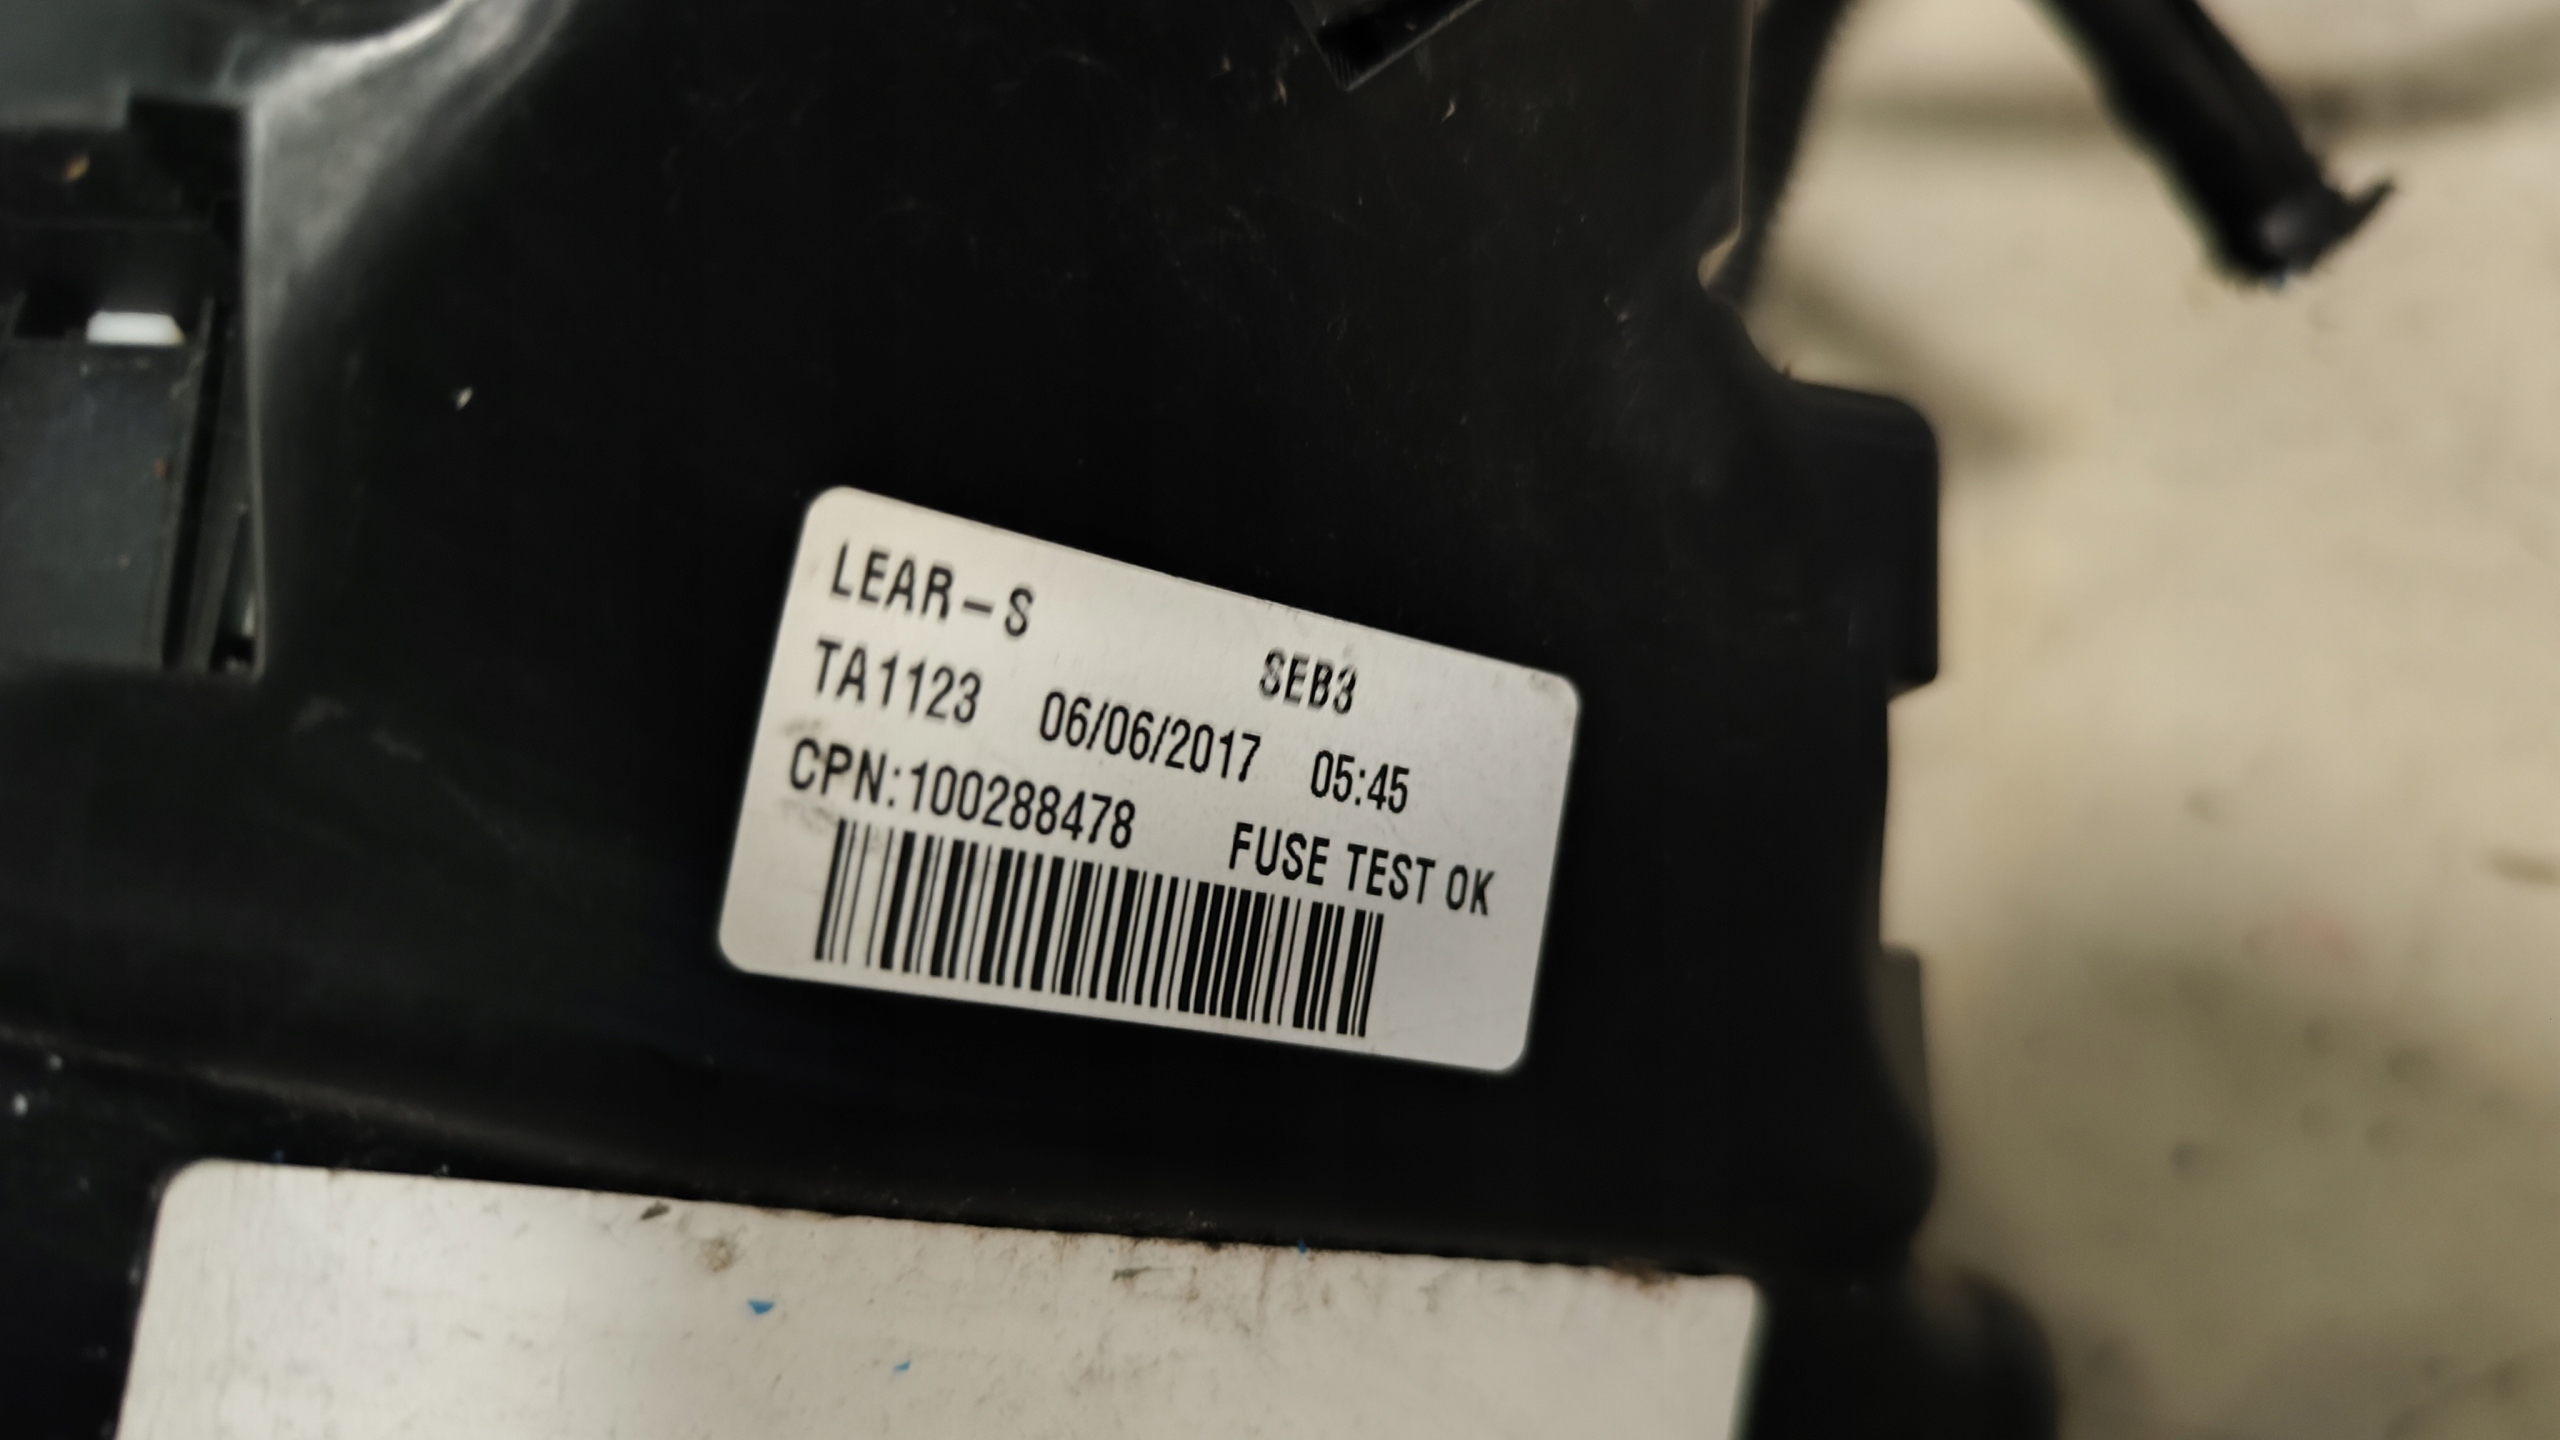 LEAR-S
SEB3
TA1123 06/06/2017 05:45
CPN:100288478 FUSE TEST OK